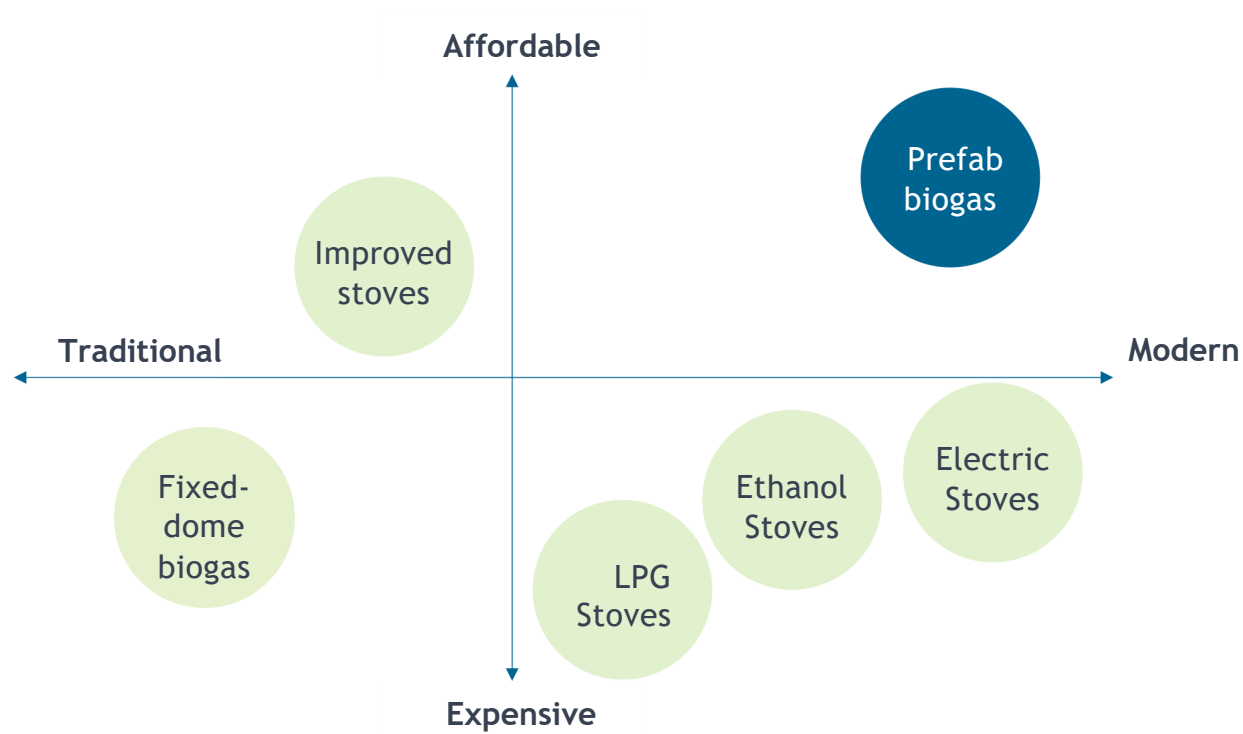 Affordable
Prefab
biogas
Improved
stoves
Traditional
Modern
Fixed-
dome
biogas
Electric
Stoves
Ethanol
Stoves
LPG
Stoves
Expensive